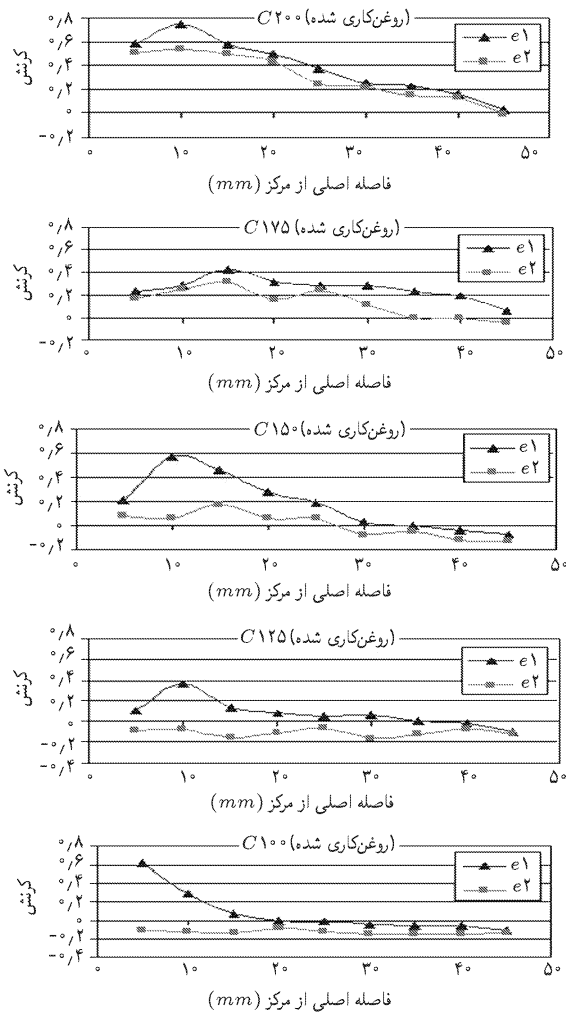 C۲۰۰ (روغن‌کاری شده)
e۱
e۲
۰٫۸
۰٫۶
۰٫۴
۰٫۲
۰
-۰٫۲
کرنش
۰ ۱۰ ۲۰ ۳۰ ۴۰ ۵۰
فاصله اصلی از مرکز (mm)
C۱۷۵ (روغن‌کاری شده)
e۱
e۲
۰٫۸
۰٫۶
۰٫۴
۰٫۲
۰
-۰٫۲
کرنش
۰ ۱۰ ۲۰ ۳۰ ۴۰ ۵۰
فاصله اصلی از مرکز (mm)
C۱۵۰ (روغن‌کاری شده)
e۱
e۲
۰٫۸
۰٫۶
۰٫۴
۰٫۲
۰
-۰٫۲
کرنش
۰ ۱۰ ۲۰ ۳۰ ۴۰ ۵۰
فاصله اصلی از مرکز (mm)
C۱۲۵ (روغن‌کاری شده)
e۱
e۲
۰٫۸
۰٫۶
۰٫۴
۰٫۲
۰
-۰٫۲
-۰٫۴
کرنش
۰ ۱۰ ۲۰ ۳۰ ۴۰ ۵۰
فاصله اصلی از مرکز (mm)
C۱۰۰ (روغن‌کاری شده)
e۱
e۲
۰٫۸
۰٫۶
۰٫۴
۰٫۲
۰
-۰٫۲
-۰٫۴
کرنش
۰ ۱۰ ۲۰ ۳۰ ۴۰ ۵۰
فاصله اصلی از مرکز (mm)